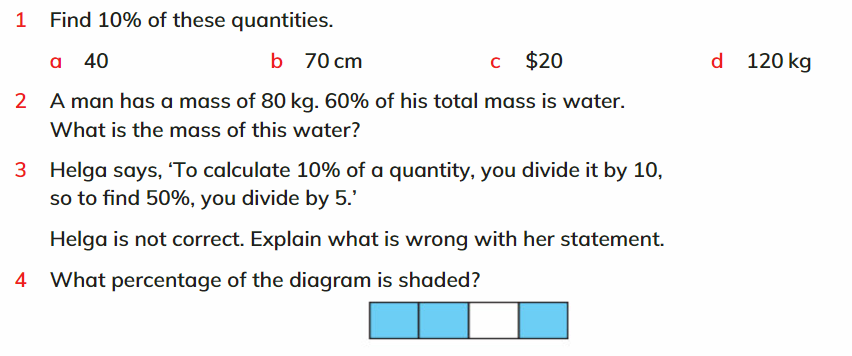 1 Find 10% of these quantities.
a 40 b 70 cm c $20 d 120 kg
2 A man has a mass of 80 kg. 60% of his total mass is water.
What is the mass of this water?
3 Helga says, ‘To calculate 10% of a quantity, you divide it by 10,
so to find 50%, you divide by 5.’
Helga is not correct. Explain what is wrong with her statement.
4 What percentage of the diagram is shaded?